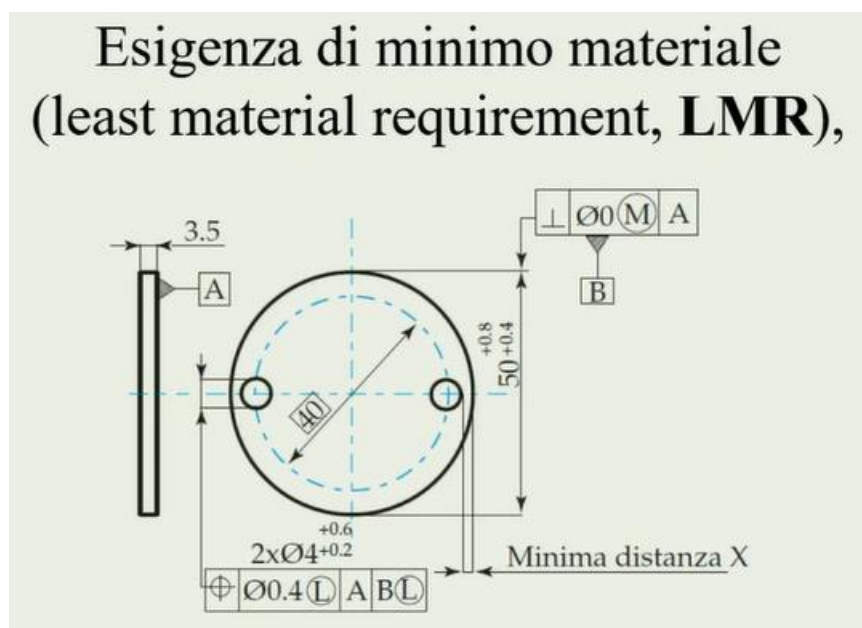 Esigenza di minimo materiale
(least material requirement, LMR),
⊥ Ø0 Ⓜ A
3.5
A
B
+0.8
50+0.4
40
+0.6
2xØ4+0.2
Minima distanza X
⌖ Ø0.4 Ⓛ A B Ⓛ